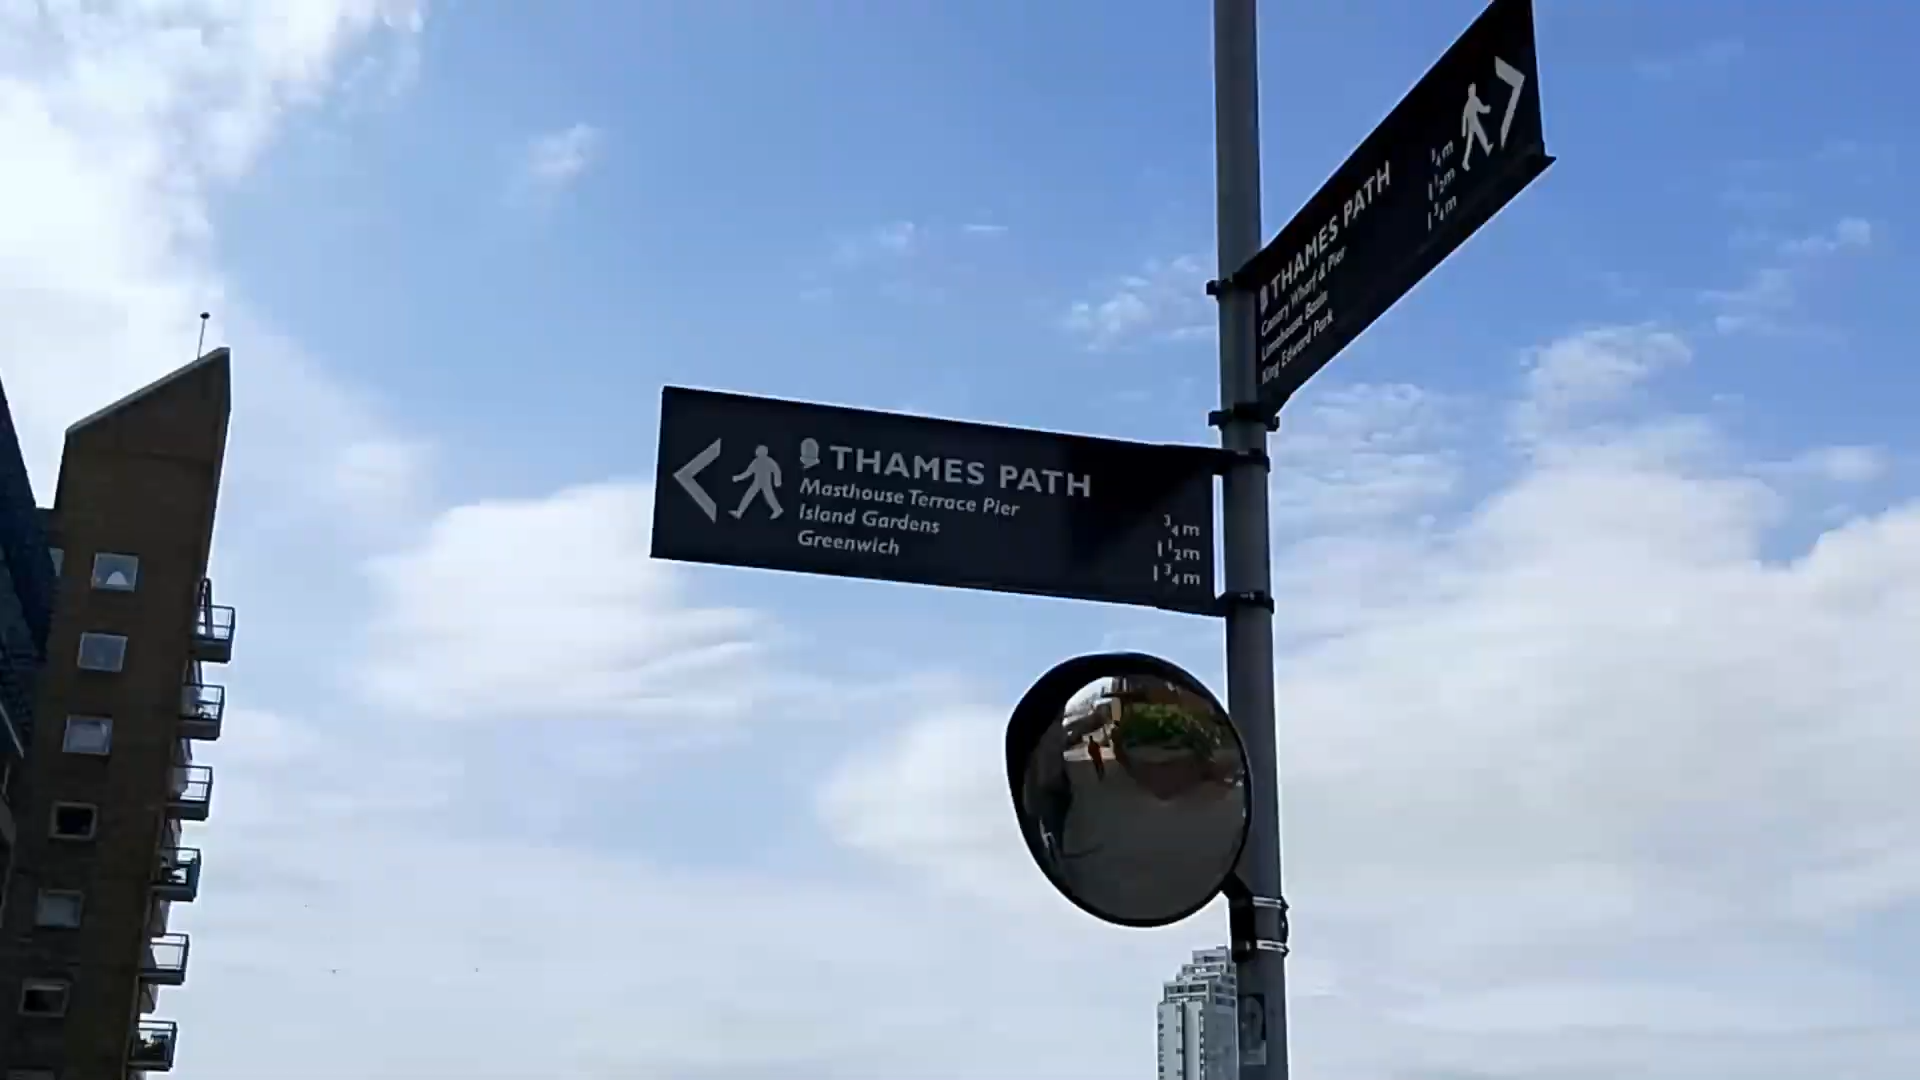 THAMES PATH
Masthouse Terrace Pier ¾m
Island Gardens 1½m
Greenwich 1¾m
THAMES PATH
Canary Wharf & Pier ¾m
Limehouse Basin 1½m
King Edward Park 1¾m